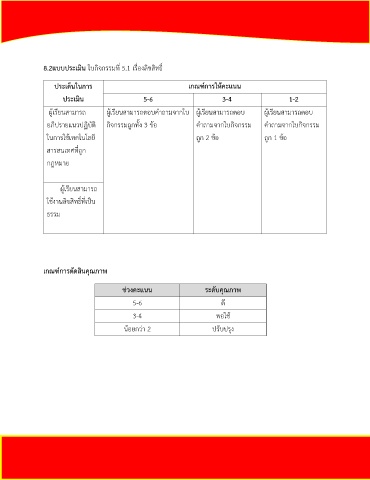 8.2แบบประเมิน ใบกิจกรรมที่ 5.1 เรื่องลิขสิทธิ์
ประเด็นในการ
ประเมิน
เกณฑ์การให้คะแนน
5-6 3-4 1-2
ผู้เรียนสามารถ
อภิปรายแนวปฏิบัติ
ในการใช้เทคโนโลยี
สารสนเทศที่ถูก
กฎหมาย
ผู้เรียนสามารถตอบคำถามจากใบ
กิจกรรมถูกทั้ง 3 ข้อ
ผู้เรียนสามารถตอบ
คำถามจากใบกิจกรรม
ถูก 2 ข้อ
ผู้เรียนสามารถตอบ
คำถามจากใบกิจกรรม
ถูก 1 ข้อ
ผู้เรียนสามารถ
ใช้งานลิขสิทธิ์ที่เป็น
ธรรม
เกณฑ์การตัดสินคุณภาพ
ช่วงคะแนน ระดับคุณภาพ
5-6 ดี
3-4 พอใช้
น้อยกว่า 2 ปรับปรุง